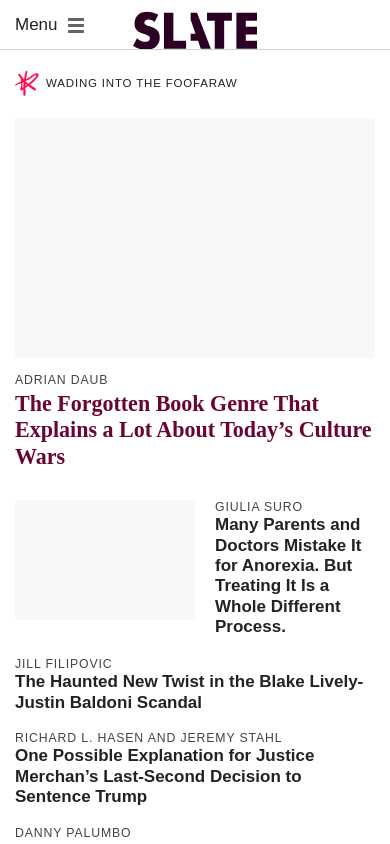 Menu
SLATE
WADING INTO THE FOOFARAW
ADRIAN DAUB
The Forgotten Book Genre That
Explains a Lot About Today’s Culture
Wars
GIULIA SURO
Many Parents and
Doctors Mistake It
for Anorexia. But
Treating It Is a
Whole Different
Process.
JILL FILIPOVIC
The Haunted New Twist in the Blake Lively-
Justin Baldoni Scandal
RICHARD L. HASEN AND JEREMY STAHL
One Possible Explanation for Justice
Merchan’s Last-Second Decision to
Sentence Trump
DANNY PALUMBO